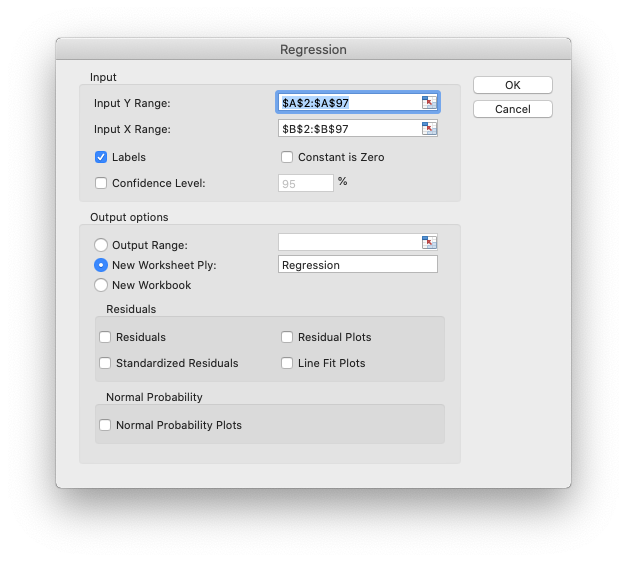 Regression
Input
OK
Input Y Range: $A$2:$A$97
Cancel
Input X Range: $B$2:$B$97
Labels Constant is Zero
Confidence Level: 95 %
Output options
Output Range:
New Worksheet Ply: Regression
New Workbook
Residuals
Residuals Residual Plots
Standardized Residuals Line Fit Plots
Normal Probability
Normal Probability Plots